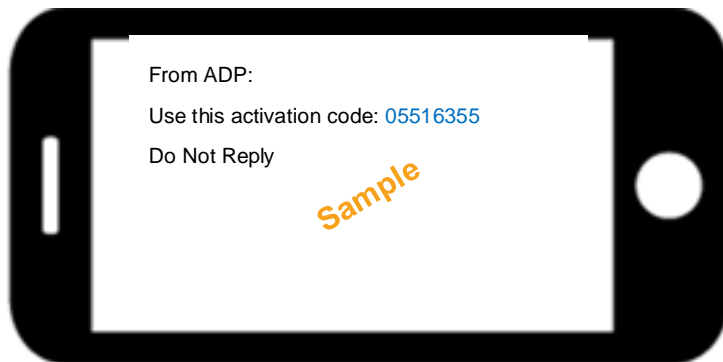 From ADP:
Use this activation code: 05516355
Do Not Reply
Sample